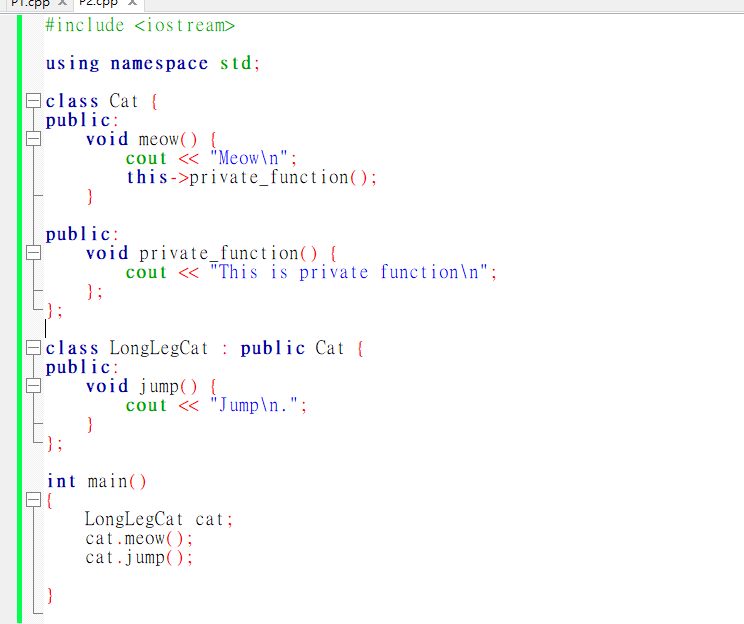 P1.cpp X P2.cpp X
#include <iostream>
using namespace std;
class Cat {
public:
void meow() {
cout << "Meow\n";
this->private_function();
}
public:
void private_function() {
cout << "This is private function\n";
};
};
class LongLegCat : public Cat {
public:
void jump() {
cout << "Jump\n.";
}
};
int main()
{
LongLegCat cat;
cat.meow();
cat.jump();
}